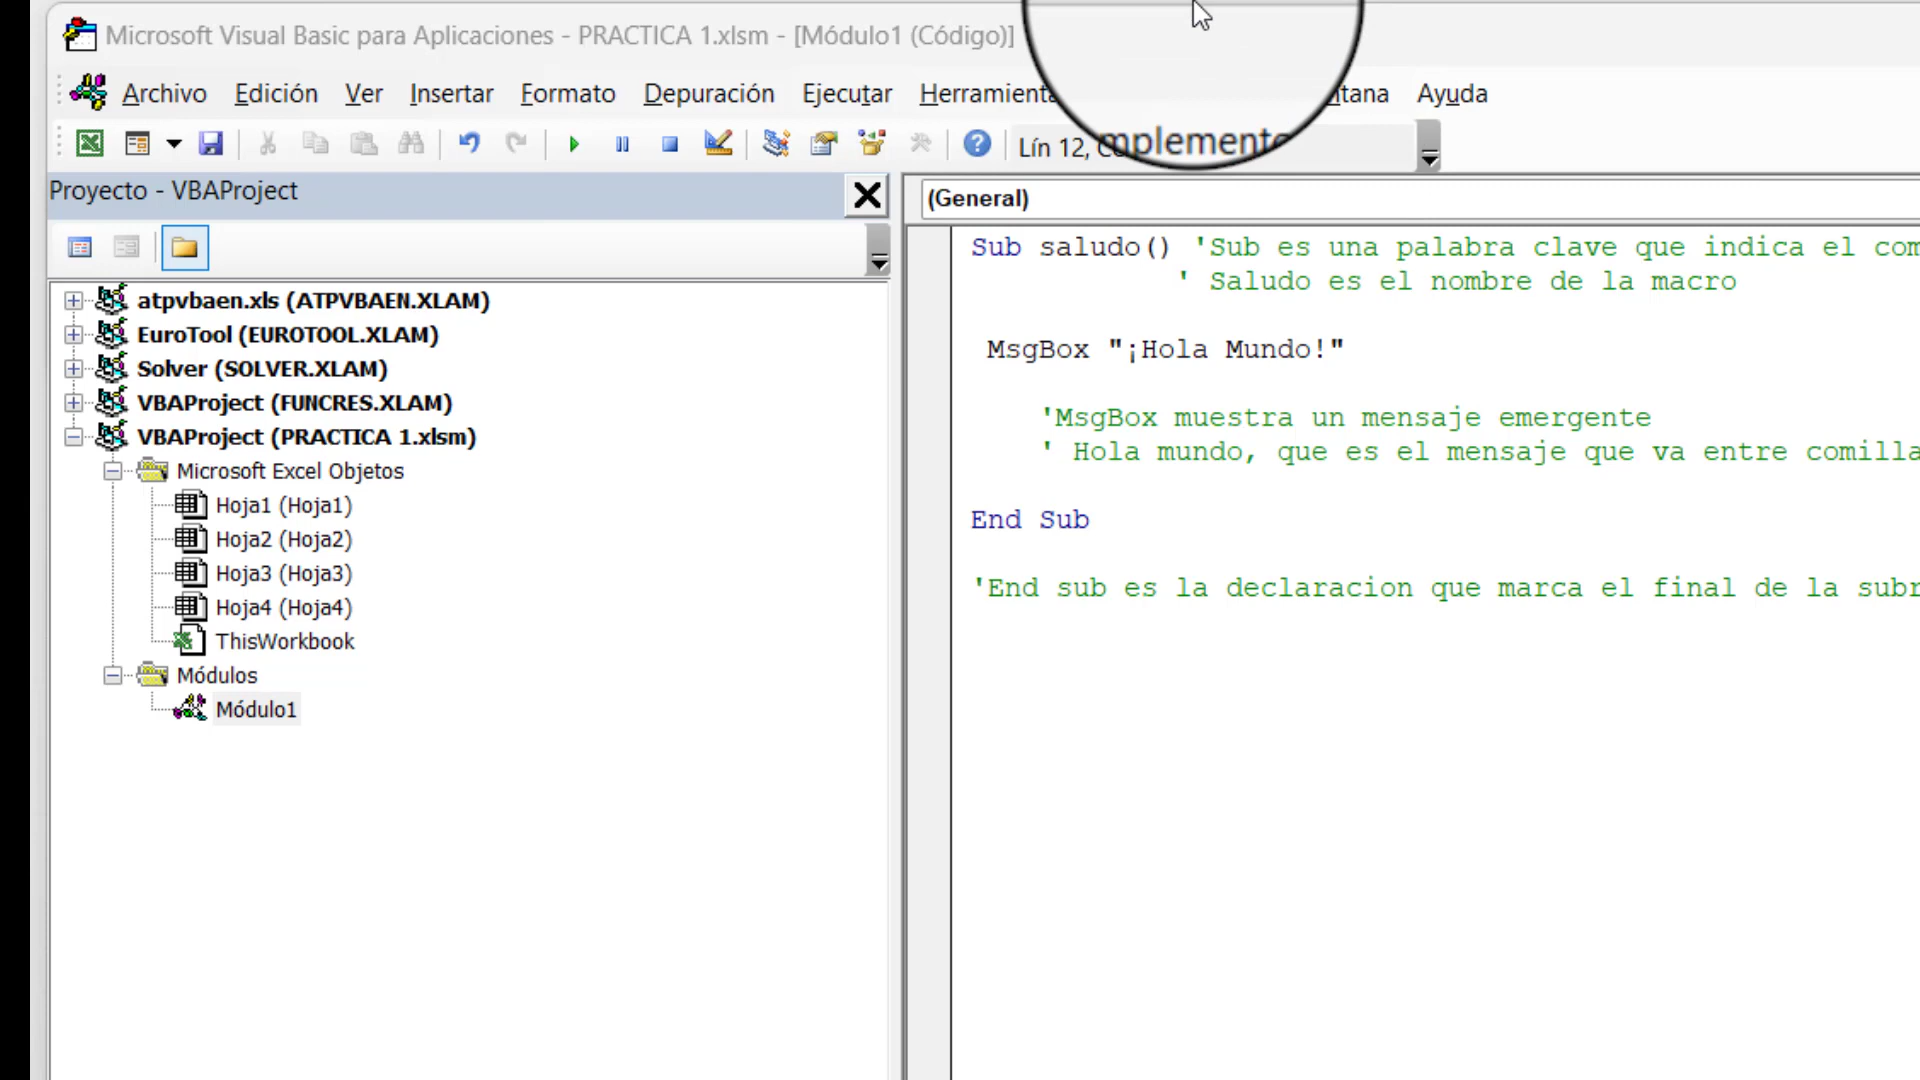 Microsoft Visual Basic para Aplicaciones - PRACTICA 1.xlsm - [Módulo1 (Código)]
Archivo Edición Ver Insertar Formato Depuración Ejecutar Herramienta Ayuda
Lín 12,
Proyecto - VBAProject
(General)
atpvbaen.xls (ATPVBAEN.XLAM)
EuroTool (EUROTOOL.XLAM)
Solver (SOLVER.XLAM)
VBAProject (FUNCRES.XLAM)
VBAProject (PRACTICA 1.xlsm)
Microsoft Excel Objetos
Hoja1 (Hoja1)
Hoja2 (Hoja2)
Hoja3 (Hoja3)
Hoja4 (Hoja4)
ThisWorkbook
Módulos
Módulo1
Sub saludo() 'Sub es una palabra clave que indica el com
' Saludo es el nombre de la macro
MsgBox "¡Hola Mundo!"
'MsgBox muestra un mensaje emergente
' Hola mundo, que es el mensaje que va entre comilla
End Sub
'End sub es la declaracion que marca el final de la subr